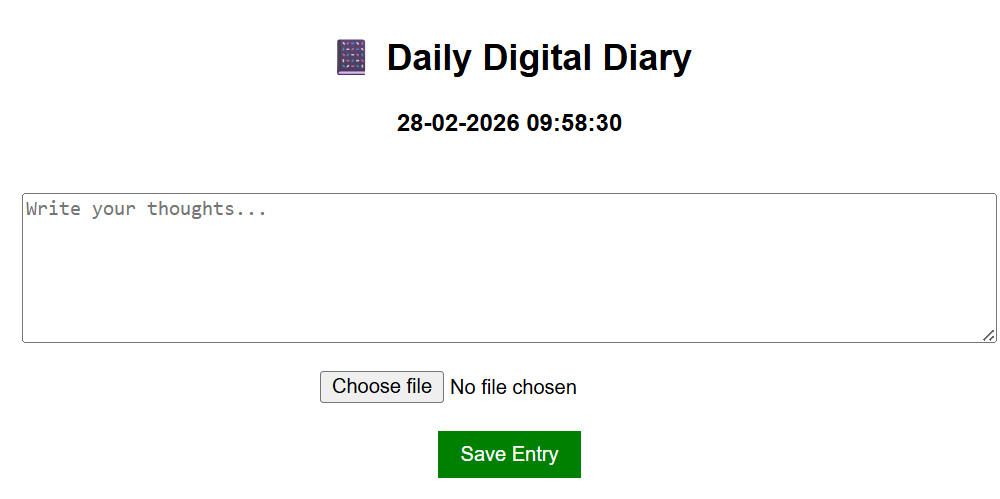 Daily Digital Diary
28-02-2026 09:58:30
Write your thoughts...
Choose file No file chosen
Save Entry